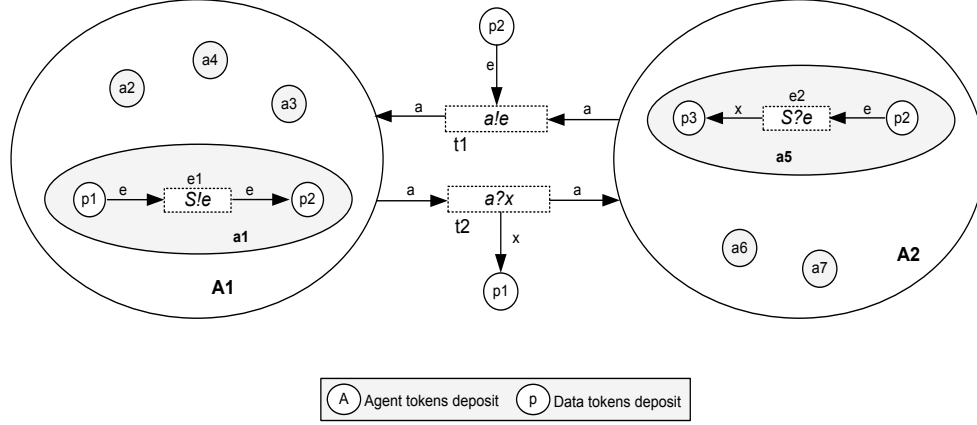 p2
a4
a2
a3
e
a
a!e
a
t1
e2
p3
x
S?e
e
p2
a5
e1
p1
e
S!e
e
p2
a1
a
a?x
a
t2
x
p1
A1
a6
a7
A2
A Agent tokens deposit p Data tokens deposit